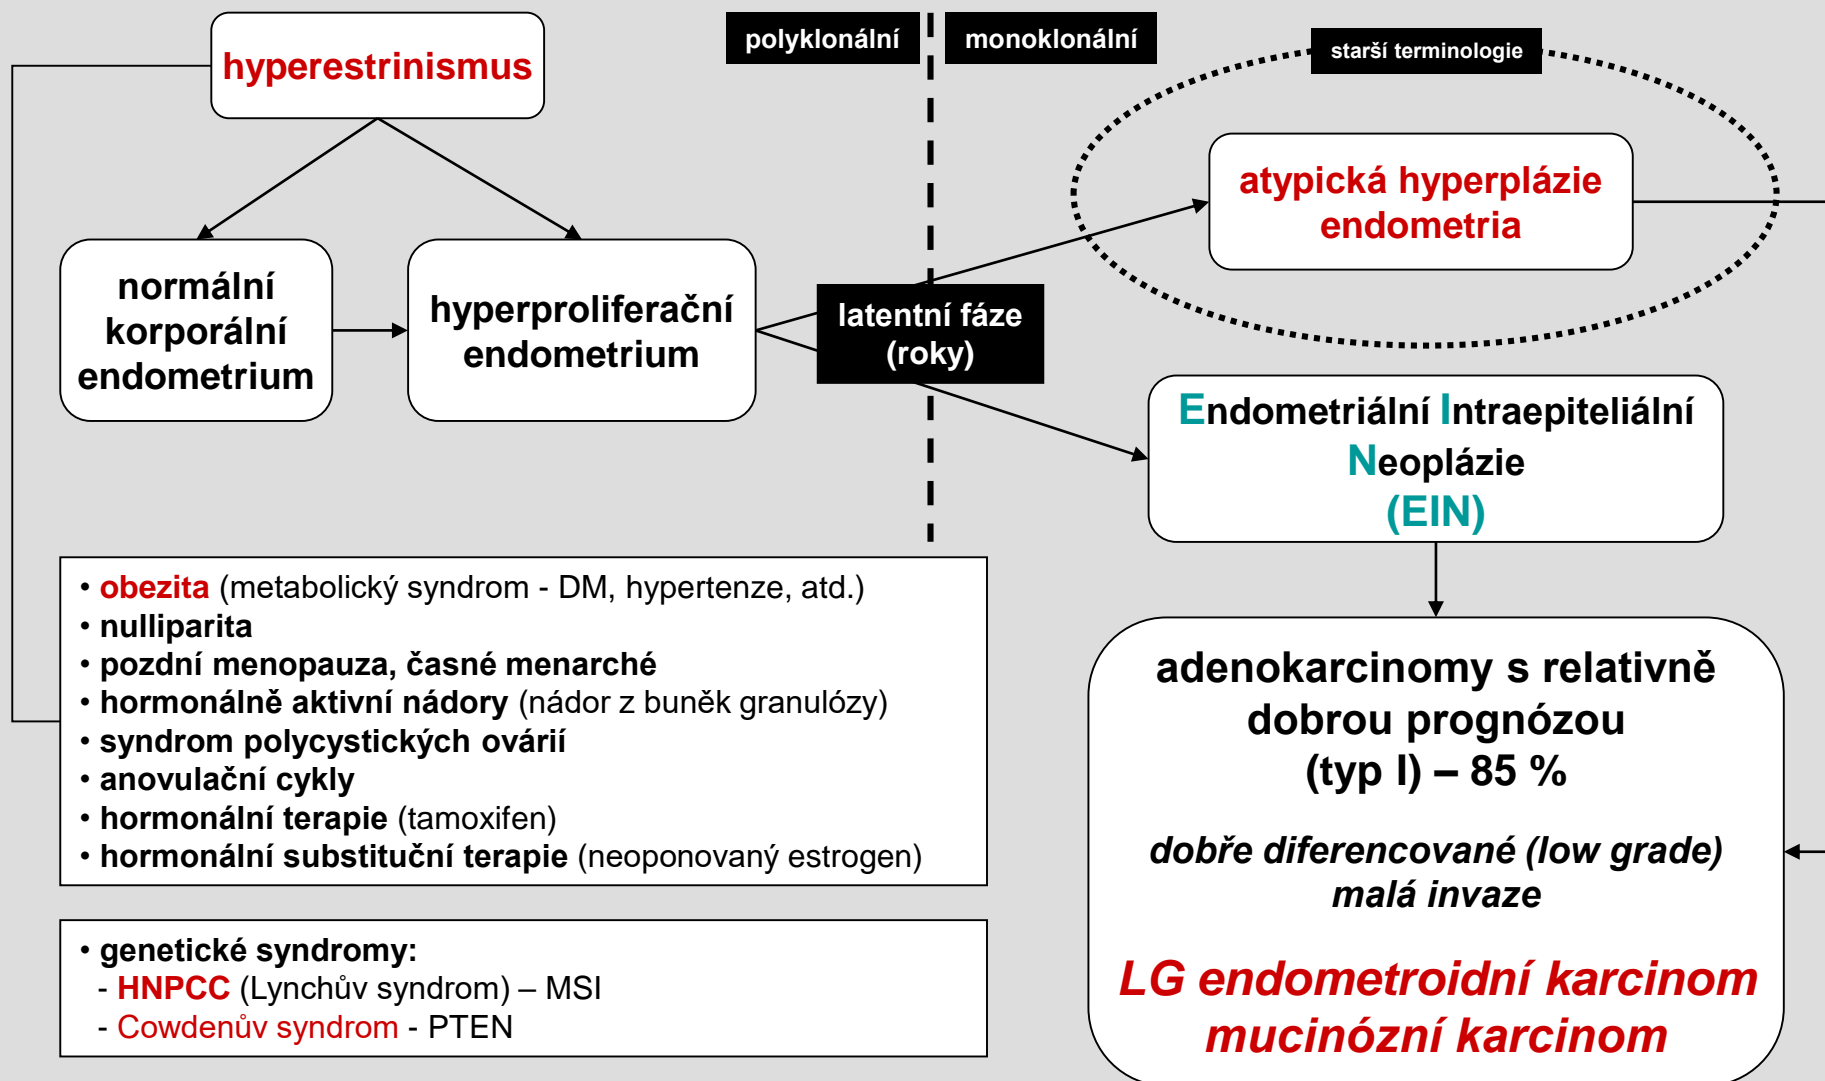 hyperestrinismus
polyklonální
monoklonální
starší terminologie
normální
korporální
endometrium
hyperproliferační
endometrium
latentní fáze
(roky)
atypická hyperplázie
endometria
Endometriální Intraepiteliální
Neoplázie
(EIN)
• obezita (metabolický syndrom - DM, hypertenze, atd.)
• nulliparita
• pozdní menopauza, časné menarché
• hormonálně aktivní nádory (nádor z buněk granulózy)
• syndrom polycystických ovárií
• anovulační cykly
• hormonální terapie (tamoxifen)
• hormonální substituční terapie (neoponovaný estrogen)
• genetické syndromy:
- HNPCC (Lynchův syndrom) – MSI
- Cowdenův syndrom - PTEN
adenokarcinomy s relativně
dobrou prognózou
(typ I) – 85 %
dobře diferencované (low grade)
malá invaze
LG endometroidní karcinom
mucinózní karcinom